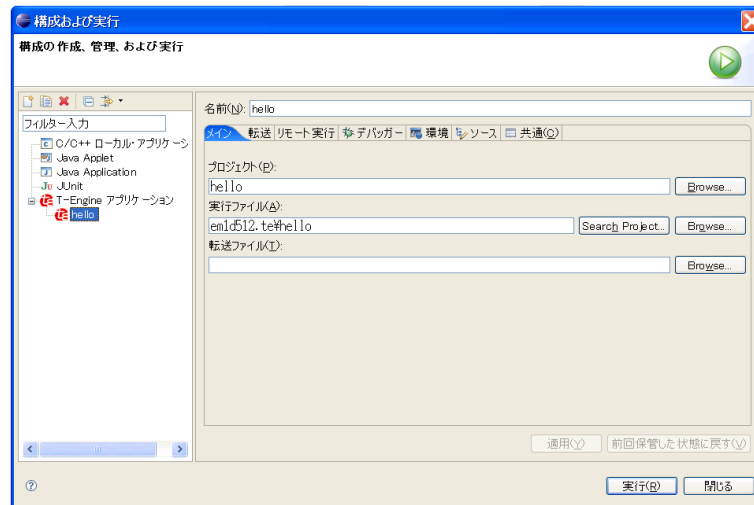 構成および実行
構成の作成、管理、および実行
名前(N): hello
フィルター入力
C/C++ ローカル・アプリケーシ
Java Applet
Java Application
JUnit
T-Engine アプリケーション
hello
メイン 転送 リモート実行 デバッガー 環境 ソース 共通(C)
プロジェクト(P):
hello Browse...
実行ファイル(A):
em1d512.te¥hello Search Project... Browse...
転送ファイル(T):
Browse...
適用(Y) 前回保管した状態に戻す(V)
実行(R) 閉じる